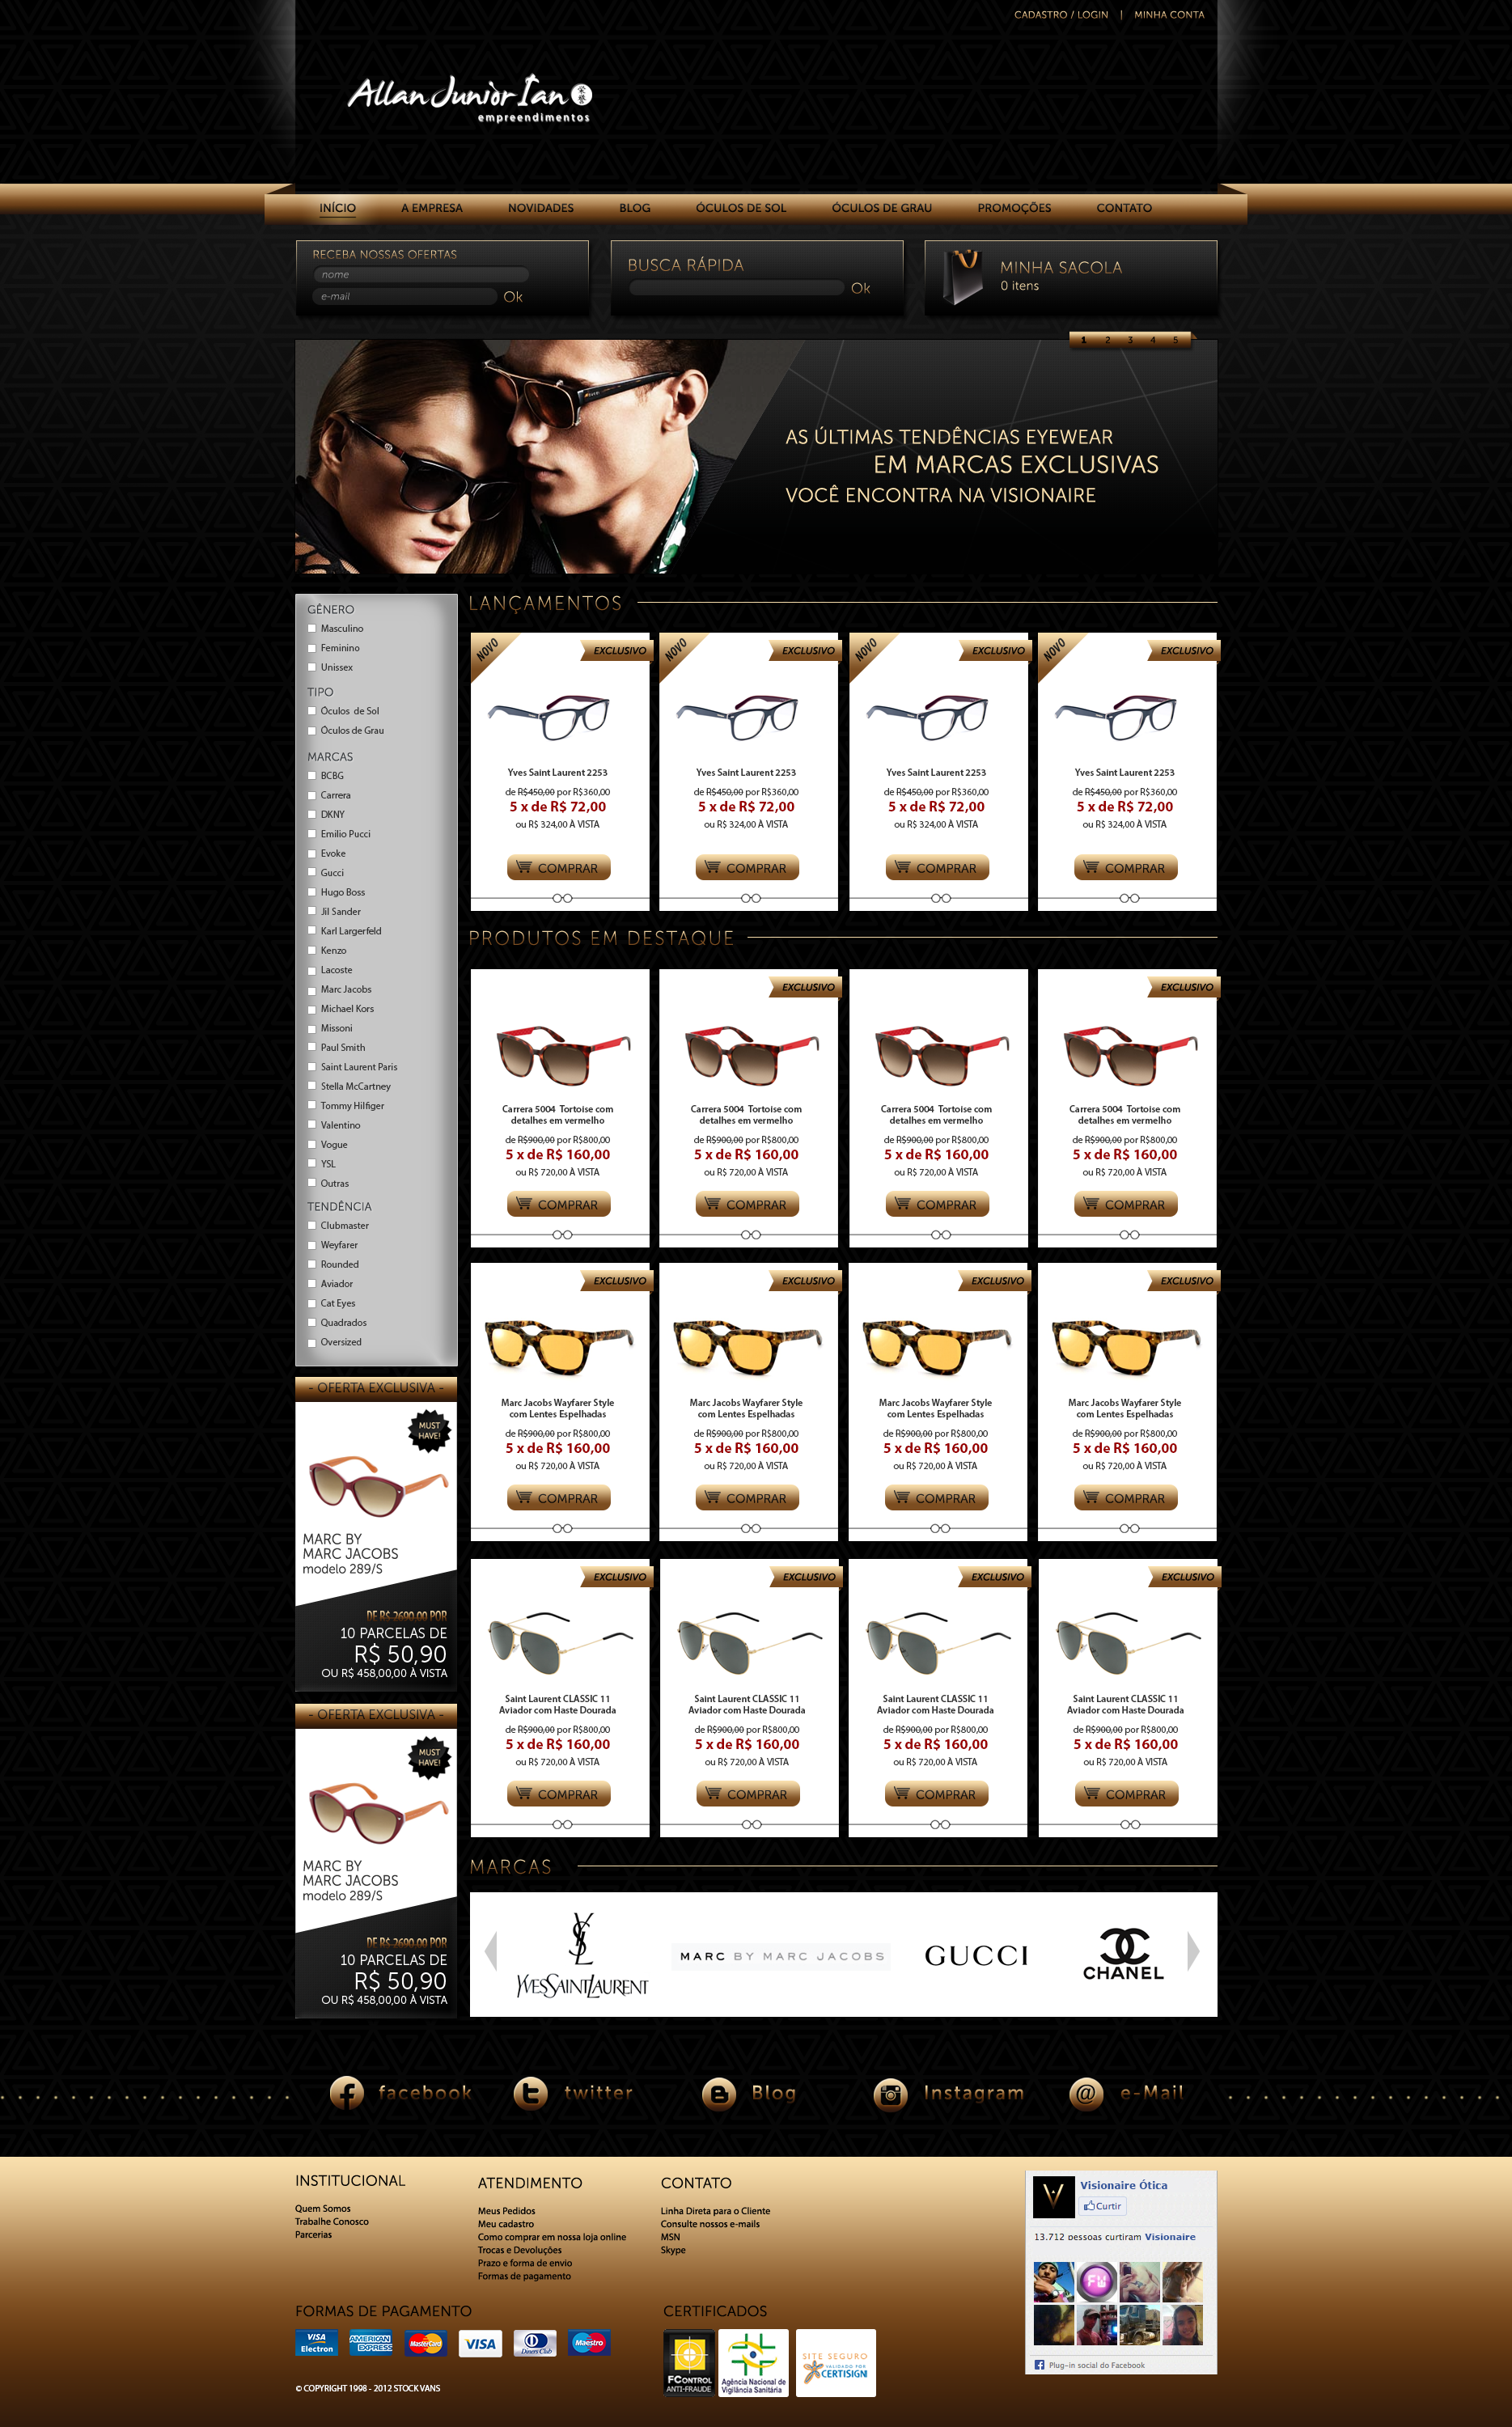 CADASTRO / LOGIN | MINHA CONTA
Allan Junior Ian
empreendimentos
INÍCIO A EMPRESA NOVIDADES BLOG ÓCULOS DE SOL ÓCULOS DE GRAU PROMOÇÕES CONTATO
RECEBA NOSSAS OFERTAS
nome
e-mail Ok
BUSCA RÁPIDA
Ok
MINHA SACOLA
0 itens
1 2 3 4 5
AS ÚLTIMAS TENDÊNCIAS EYEWEAR
EM MARCAS EXCLUSIVAS
VOCÊ ENCONTRA NA VISIONAIRE
GÊNERO
Masculino
Feminino
Unissex
TIPO
Óculos de Sol
Óculos de Grau
MARCAS
BCBG
Carrera
DKNY
Emilio Pucci
Evoke
Gucci
Hugo Boss
Jil Sander
Karl Largerfeld
Kenzo
Lacoste
Marc Jacobs
Michael Kors
Missoni
Paul Smith
Saint Laurent Paris
Stella McCartney
Tommy Hilfiger
Valentino
Vogue
YSL
Outras
TENDÊNCIA
Clubmaster
Weyfarer
Rounded
Aviador
Cat Eyes
Quadrados
Oversized
- OFERTA EXCLUSIVA -
MUST
HAVE!
MARC BY
MARC JACOBS
modelo 289/S
DE R$ 2690,00 POR
10 PARCELAS DE
R$ 50,90
OU R$ 458,00,00 À VISTA
- OFERTA EXCLUSIVA -
MUST
HAVE!
MARC BY
MARC JACOBS
modelo 289/S
DE R$ 2690,00 POR
10 PARCELAS DE
R$ 50,90
OU R$ 458,00,00 À VISTA
LANÇAMENTOS
NOVO EXCLUSIVO NOVO EXCLUSIVO NOVO EXCLUSIVO NOVO EXCLUSIVO
Yves Saint Laurent 2253 Yves Saint Laurent 2253 Yves Saint Laurent 2253 Yves Saint Laurent 2253
de R$450,00 por R$360,00 de R$450,00 por R$360,00 de R$450,00 por R$360,00 de R$450,00 por R$360,00
5 x de R$ 72,00 5 x de R$ 72,00 5 x de R$ 72,00 5 x de R$ 72,00
ou R$ 324,00 À VISTA ou R$ 324,00 À VISTA ou R$ 324,00 À VISTA ou R$ 324,00 À VISTA
COMPRAR COMPRAR COMPRAR COMPRAR
PRODUTOS EM DESTAQUE
EXCLUSIVO EXCLUSIVO
Carrera 5004 Tortoise com Carrera 5004 Tortoise com Carrera 5004 Tortoise com Carrera 5004 Tortoise com
detalhes em vermelho detalhes em vermelho detalhes em vermelho detalhes em vermelho
de R$900,00 por R$800,00 de R$900,00 por R$800,00 de R$900,00 por R$800,00 de R$900,00 por R$800,00
5 x de R$ 160,00 5 x de R$ 160,00 5 x de R$ 160,00 5 x de R$ 160,00
ou R$ 720,00 À VISTA ou R$ 720,00 À VISTA ou R$ 720,00 À VISTA ou R$ 720,00 À VISTA
COMPRAR COMPRAR COMPRAR COMPRAR
EXCLUSIVO EXCLUSIVO EXCLUSIVO EXCLUSIVO
Marc Jacobs Wayfarer Style Marc Jacobs Wayfarer Style Marc Jacobs Wayfarer Style Marc Jacobs Wayfarer Style
com Lentes Espelhadas com Lentes Espelhadas com Lentes Espelhadas com Lentes Espelhadas
de R$900,00 por R$800,00 de R$900,00 por R$800,00 de R$900,00 por R$800,00 de R$900,00 por R$800,00
5 x de R$ 160,00 5 x de R$ 160,00 5 x de R$ 160,00 5 x de R$ 160,00
ou R$ 720,00 À VISTA ou R$ 720,00 À VISTA ou R$ 720,00 À VISTA ou R$ 720,00 À VISTA
COMPRAR COMPRAR COMPRAR COMPRAR
EXCLUSIVO EXCLUSIVO EXCLUSIVO EXCLUSIVO
Saint Laurent CLASSIC 11 Saint Laurent CLASSIC 11 Saint Laurent CLASSIC 11 Saint Laurent CLASSIC 11
Aviador com Haste Dourada Aviador com Haste Dourada Aviador com Haste Dourada Aviador com Haste Dourada
de R$900,00 por R$800,00 de R$900,00 por R$800,00 de R$900,00 por R$800,00 de R$900,00 por R$800,00
5 x de R$ 160,00 5 x de R$ 160,00 5 x de R$ 160,00 5 x de R$ 160,00
ou R$ 720,00 À VISTA ou R$ 720,00 À VISTA ou R$ 720,00 À VISTA ou R$ 720,00 À VISTA
COMPRAR COMPRAR COMPRAR COMPRAR
MARCAS
YSL
YVES SAINT LAURENT MARC BY MARC JACOBS GUCCI CHANEL
facebook twitter Blog Instagram @ e-Mail
INSTITUCIONAL
Quem Somos
Trabalhe Conosco
Parcerias
ATENDIMENTO
Meus Pedidos
Meu cadastro
Como comprar em nossa loja online
Trocas e Devoluções
Prazo e forma de envio
Formas de pagamento
CONTATO
Linha Direta para o Cliente
Consulte nossos e-mails
MSN
Skype
Visionaire Ótica
Curtir
13.712 pessoas curtiram Visionaire
FU
Plug-in social do Facebook
FORMAS DE PAGAMENTO
VISA
Electron
AMERICAN
EXPRESS
MasterCard
VISA
Diners Club
Maestro
CERTIFICADOS
FCONTROL
ANTI-FRAUDE
Agência Nacional de
Vigilância Sanitária
SITE SEGURO
VALIDADO POR
CERTISIGN
© COPYRIGHT 1998 - 2012 STOCK VANS